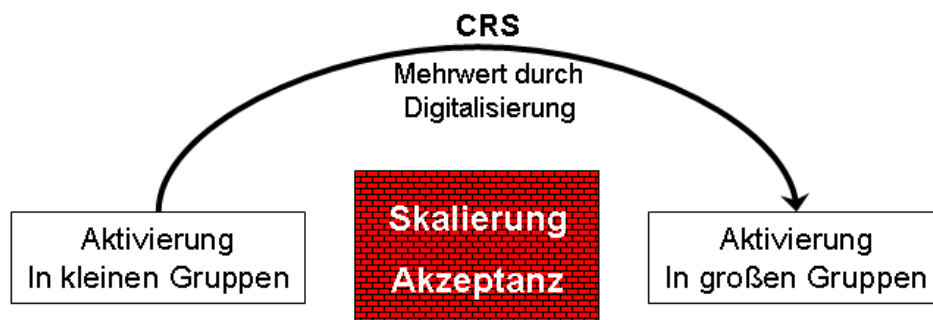 CRS
Mehrwert durch
Digitalisierung
Skalierung
Akzeptanz
Aktivierung
In kleinen Gruppen
Aktivierung
In großen Gruppen